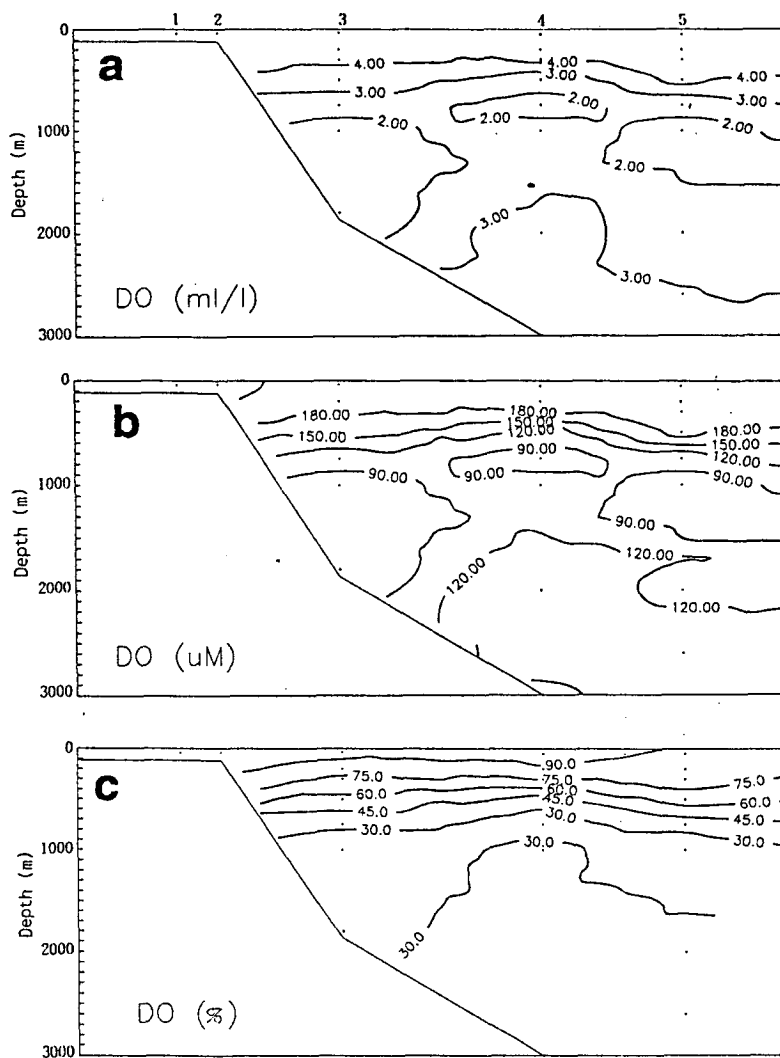 1 2 3 4 5
a
0
1000
2000
3000
Depth (m)
4.00 4.00 4.00
3.00 3.00 3.00
2.00 2.00 2.00 2.00
2.00
3.00 3.00
DO (ml/l)
b
0
1000
2000
3000
Depth (m)
180.00 180.00 180.00
150.00 150.00 150.00
120.00 120.00
90.00
90.00 90.00 90.00
90.00
120.00 120.00
120.00
DO (uM)
c
0
1000
2000
3000
Depth (m)
90.0
75.0 75.0 75.0
60.0 60.0 60.0
45.0 45.0 45.0
30.0 30.0 30.0
30.0
30.0
DO (%)